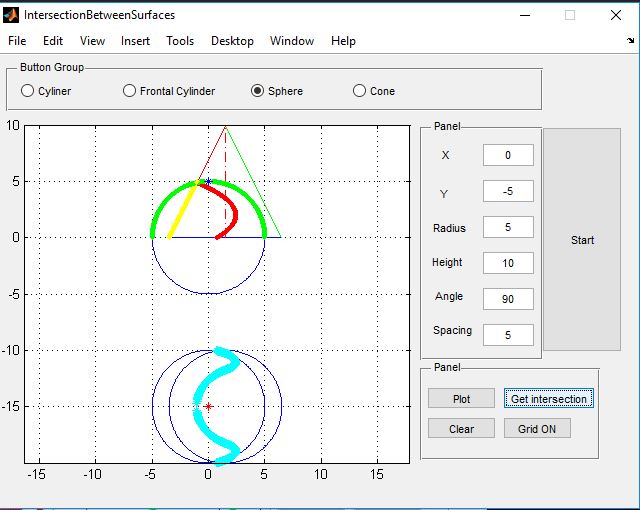 IntersectionBetweenSurfaces
File Edit View Insert Tools Desktop Window Help
Button Group
Cyliner Frontal Cylinder Sphere Cone
Panel
X 0
Y -5
Radius 5
Height 10
Angle 90
Spacing 5
Start
Panel
Plot Get intersection
Clear Grid ON
10
5
0
-5
-10
-15
-15 -10 -5 0 5 10 15